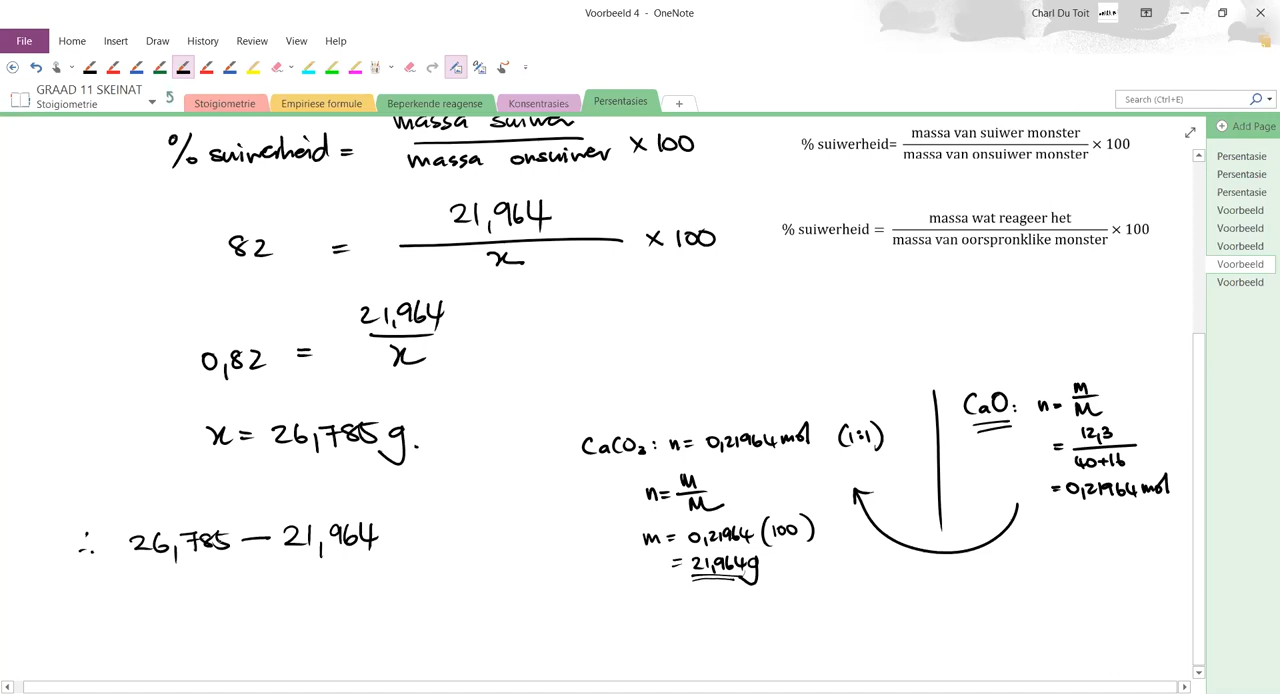 Voorbeeld 4 - OneNote
Charl Du Toit
File Home Insert Draw History Review View Help
GRAAD 11 SKEINAT
Stoigiometrie
Stoigiometrie Empiriese formule Beperkende reagense Konsentrasies Persentasies +
Search (Ctrl+E)
Add Page
Persentasie
Persentasie
Persentasie
Voorbeeld
Voorbeeld
Voorbeeld
Voorbeeld
Voorbeeld
% suiwerheid = massa suiwer / massa onsuiwer × 100
82 = 21,964 / x × 100
0,82 = 21,964 / x
x = 26,785 g.
∴ 26,785 – 21,964
% suiwerheid= massa van suiwer monster / massa van onsuiwer monster × 100
% suiwerheid = massa wat reageer het / massa van oorspronklike monster × 100
CaCO₃ : n = 0,21964 mol (1:1)
n = m / M
m = 0,21964 (100)
= 21,964g
CaO : n = m / M
= 12,3 / 40+16
= 0,21964 mol